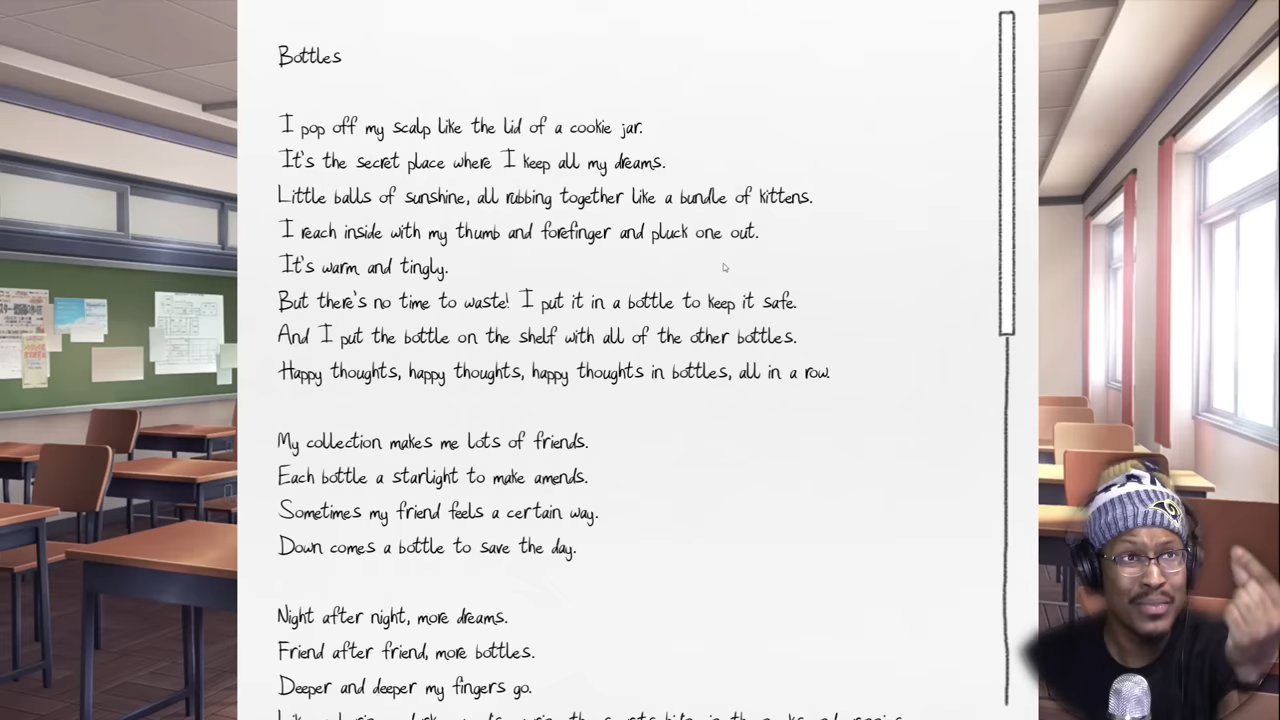 Bottles
I pop off my scalp like the lid of a cookie jar.
It's the secret place where I keep all my dreams.
Little balls of sunshine, all rubbing together like a bundle of kittens.
I reach inside with my thumb and forefinger and pluck one out.
It's warm and tingly.
But there's no time to waste! I put it in a bottle to keep it safe.
And I put the bottle on the shelf with all of the other bottles.
Happy thoughts, happy thoughts, happy thoughts in bottles, all in a row.
My collection makes me lots of friends.
Each bottle a starlight to make amends.
Sometimes my friend feels a certain way.
Down comes a bottle to save the day.
Night after night, more dreams.
Friend after friend, more bottles.
Deeper and deeper my fingers go.